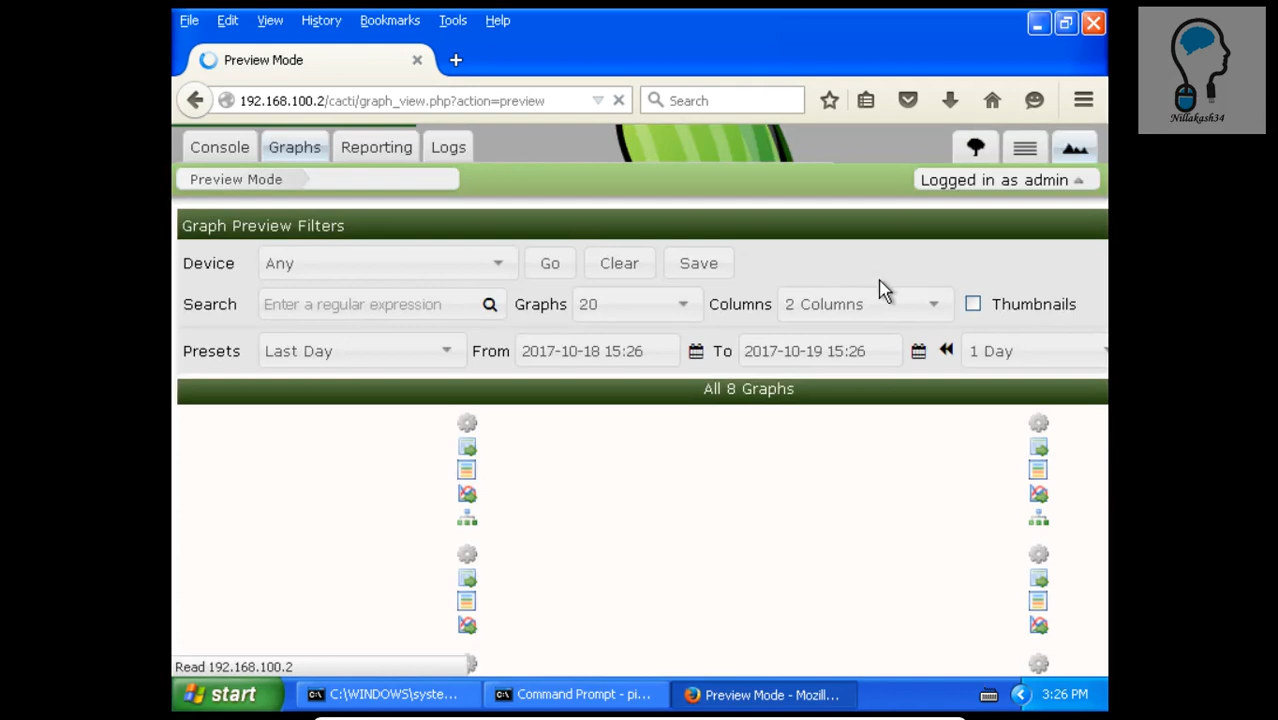 File Edit View History Bookmarks Tools Help
Preview Mode
192.168.100.2/cacti/graph_view.php?action=preview Search
Console Graphs Reporting Logs
Preview Mode Logged in as admin
Graph Preview Filters
Device Any Go Clear Save
Search Enter a regular expression Graphs 20 Columns 2 Columns Thumbnails
Presets Last Day From 2017-10-18 15:26 To 2017-10-19 15:26 1 Day
All 8 Graphs
Read 192.168.100.2
start C:\WINDOWS\syste... Command Prompt - pi... Preview Mode - Mozill... 3:26 PM
Nillakash34